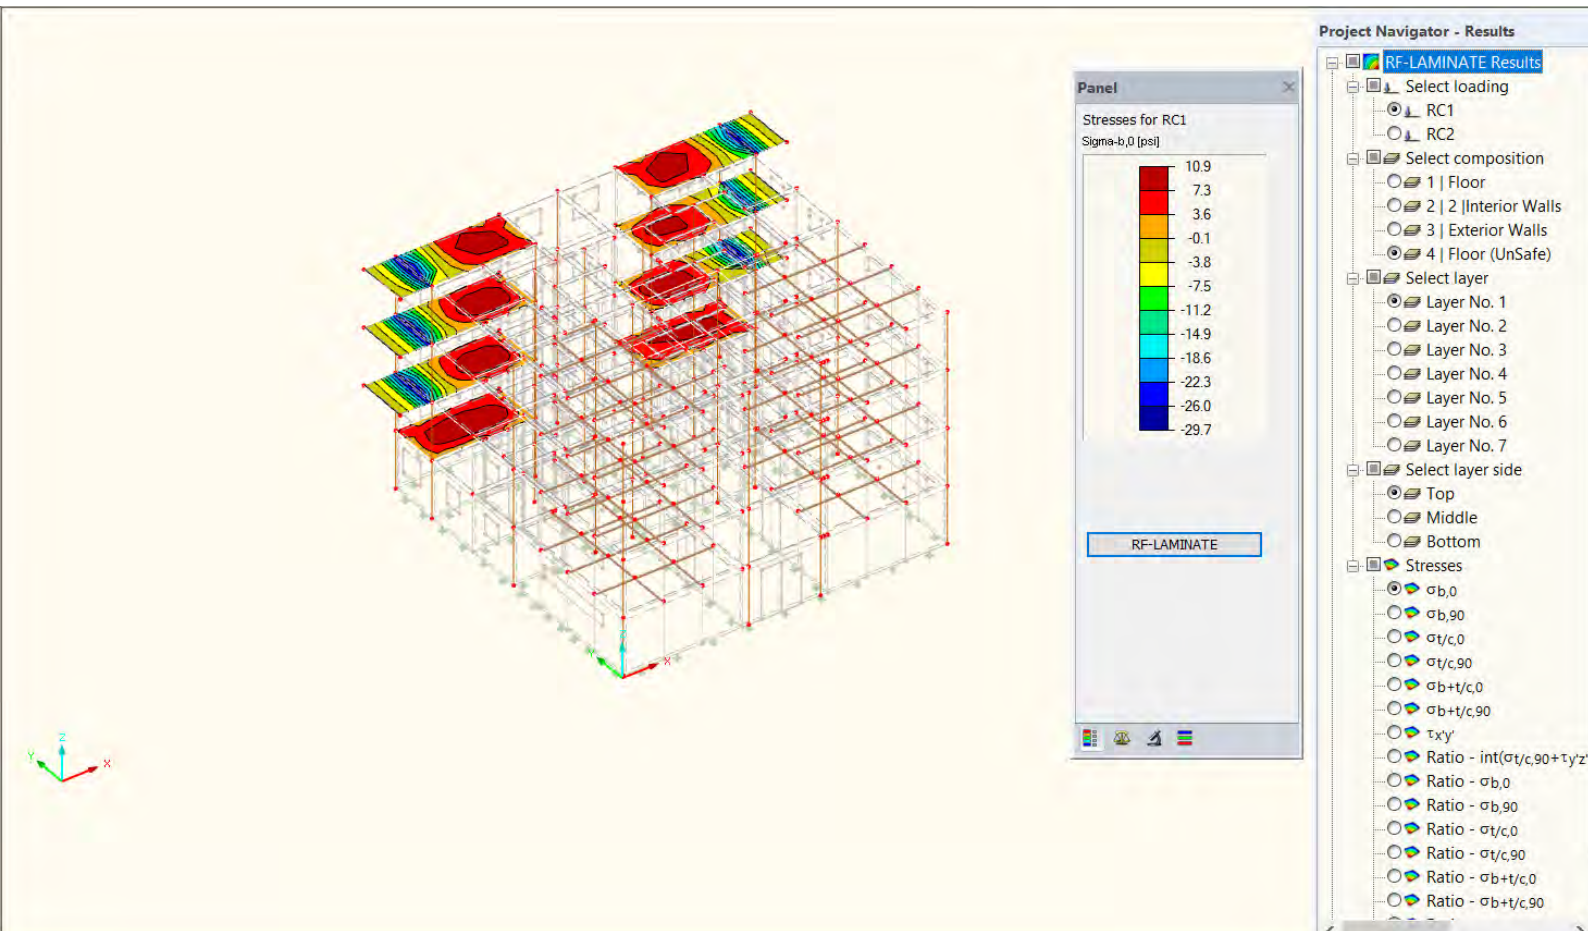 Project Navigator - Results
RF-LAMINATE Results
Select loading
RC1
RC2
Select composition
1 | Floor
2 | 2 |Interior Walls
3 | Exterior Walls
4 | Floor (UnSafe)
Select layer
Layer No. 1
Layer No. 2
Layer No. 3
Layer No. 4
Layer No. 5
Layer No. 6
Layer No. 7
Select layer side
Top
Middle
Bottom
Stresses
σb,0
σb,90
σt/c,0
σt/c,90
σb+t/c,0
σb+t/c,90
τx'y'
Ratio - int(σt/c,90+τy'z'
Ratio - σb,0
Ratio - σb,90
Ratio - σt/c,0
Ratio - σt/c,90
Ratio - σb+t/c,0
Ratio - σb+t/c,90
Panel
Stresses for RC1
Sigma-b,0 [psi]
10.9
7.3
3.6
-0.1
-3.8
-7.5
-11.2
-14.9
-18.6
-22.3
-26.0
-29.7
RF-LAMINATE
Z
Y
X
Z
Y
X